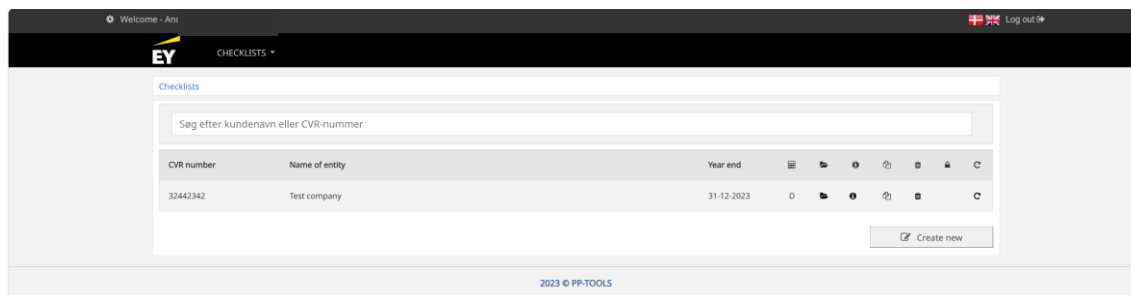 Welcome - And
Log out
EY
CHECKLISTS
Checklists
Søg efter kundenavn eller CVR-nummer
CVR number Name of entity Year end
32442342 Test company 31-12-2023 D
Create new
2023 © PP-TOOLS